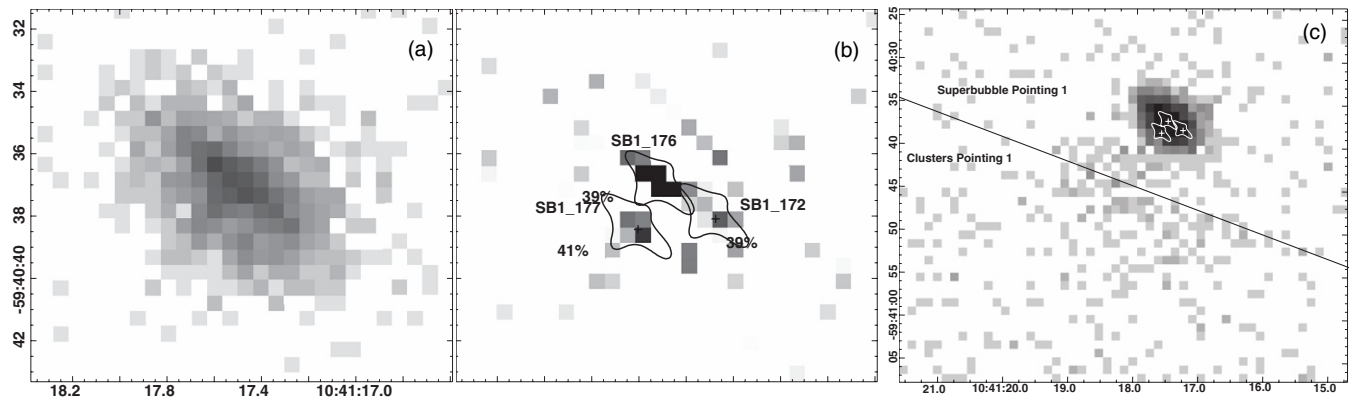 (a)
32
34
36
38
-59:40:40
42
18.2 17.8 17.4 10:41:17.0
(b)
SB1_176
39%
SB1_177
SB1_172
41%
39%
(c)
25
40:30
35
40
45
50
55
-59:41:00
05
Superbubble Pointing 1
Clusters Pointing 1
21.0 10:41:20.0 19.0 18.0 17.0 16.0 15.0